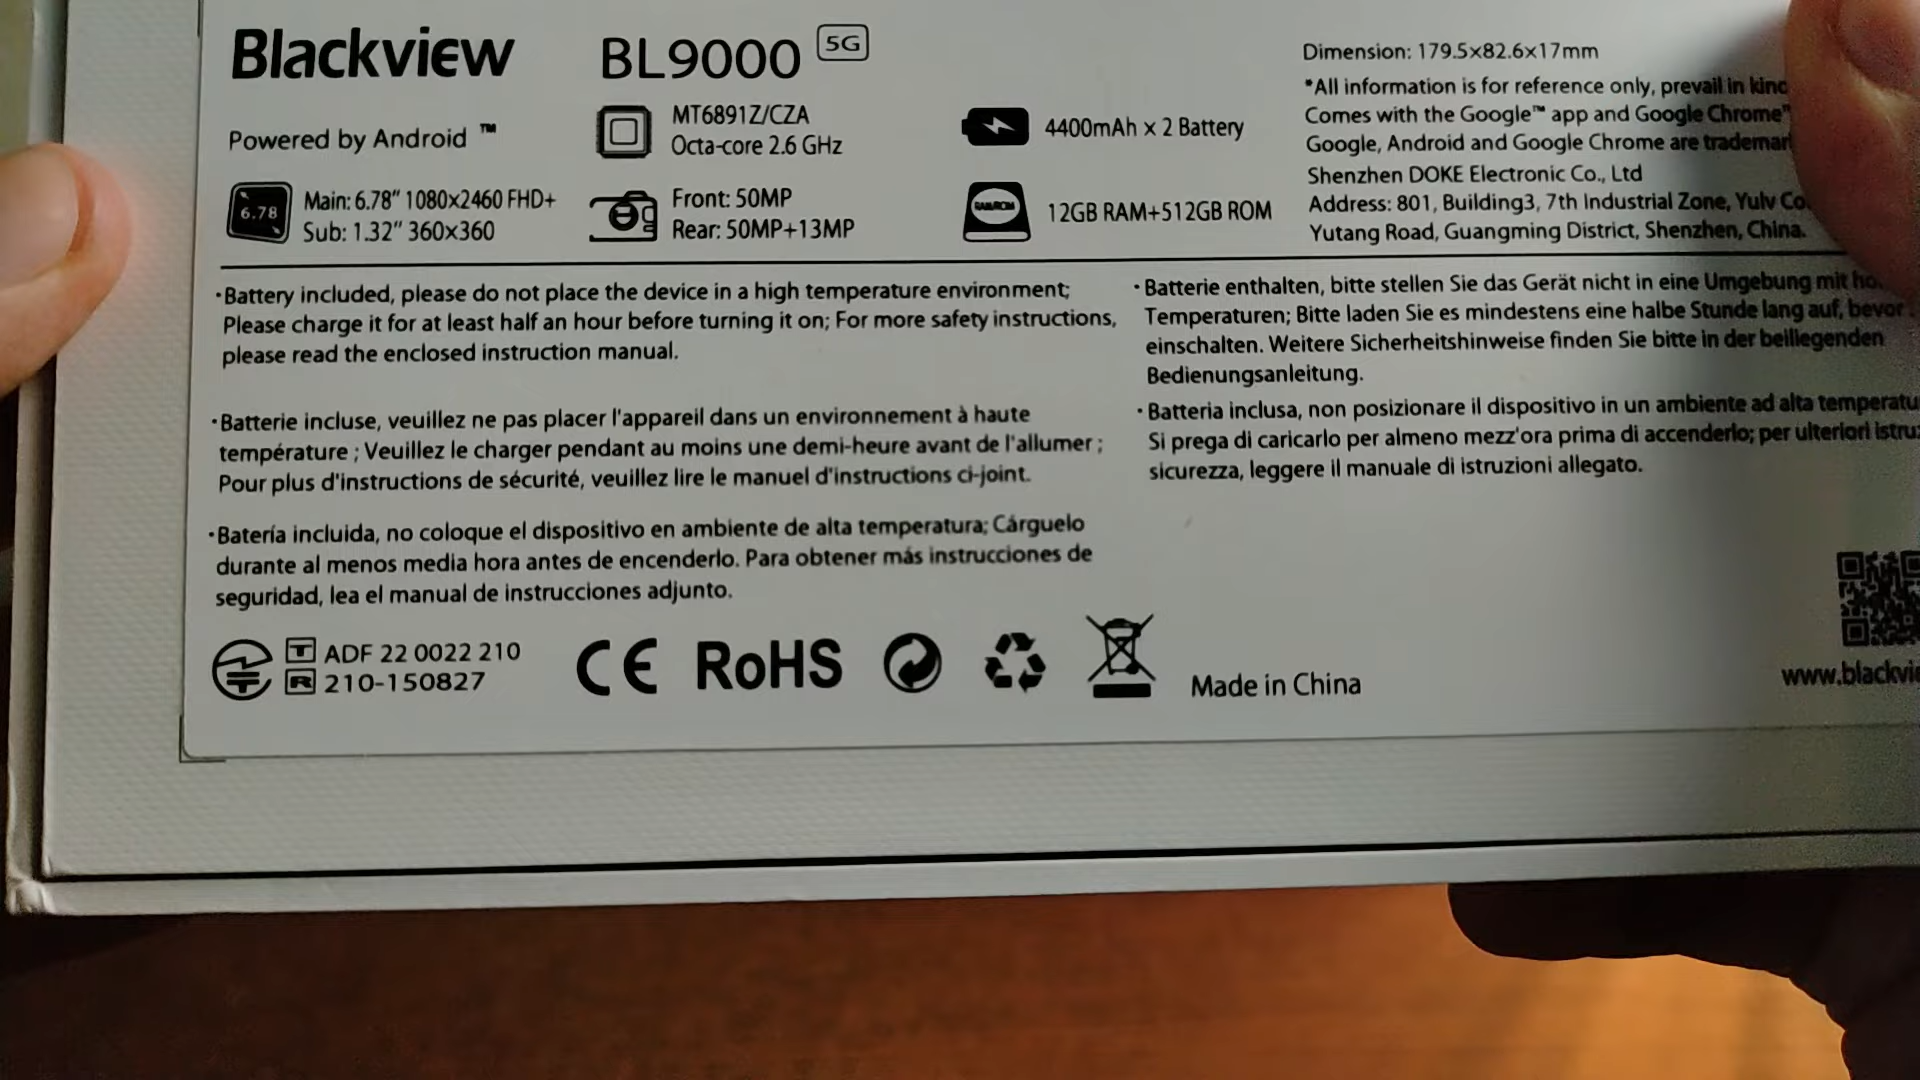 Blackview
BL9000 5G
Powered by Android ™
MT6891Z/CZA
Octa-core 2.6 GHz
4400mAh x 2 Battery
6.78
Main: 6.78" 1080x2460 FHD+
Sub: 1.32" 360x360
Front: 50MP
Rear: 50MP+13MP
RAM/ROM
12GB RAM+512GB ROM
Dimension: 179.5x82.6x17mm
*All information is for reference only, prevail in kind
Comes with the Google™ app and Google Chrome™
Google, Android and Google Chrome are
Shenzhen DOKE Electronic Co., Ltd
Address: 801, Building3, 7th Industrial Zone, Yulv
Yutang Road, Guangming District, Shenzhen, China.
·Battery included, please do not place the device in a high temperature environment;
Please charge it for at least half an hour before turning it on; For more safety instructions,
please read the enclosed instruction manual.
·Batterie incluse, veuillez ne pas placer l'appareil dans un environnement à haute
température ; Veuillez le charger pendant au moins une demi-heure avant de l'allumer ;
Pour plus d'instructions de sécurité, veuillez lire le manuel d'instructions ci-joint.
·Batería incluida, no coloque el dispositivo en ambiente de alta temperatura; Cárguelo
durante al menos media hora antes de encenderlo. Para obtener más instrucciones de
seguridad, lea el manual de instrucciones adjunto.
·Batterie enthalten, bitte stellen Sie das Gerät nicht in eine Umgebung mit
Temperaturen; Bitte laden Sie es mindestens eine halbe Stunde lang auf, bevor
einschalten. Weitere Sicherheitshinweise finden Sie bitte in der beiliegenden
Bedienungsanleitung.
·Batteria inclusa, non posizionare il dispositivo in un ambiente ad alta
Si prega di caricarlo per almeno mezz'ora prima di accenderlo; per ulteriori
sicurezza, leggere il manuale di istruzioni allegato.
T ADF 22 0022 210
R 210-150827
CE RoHS
Made in China